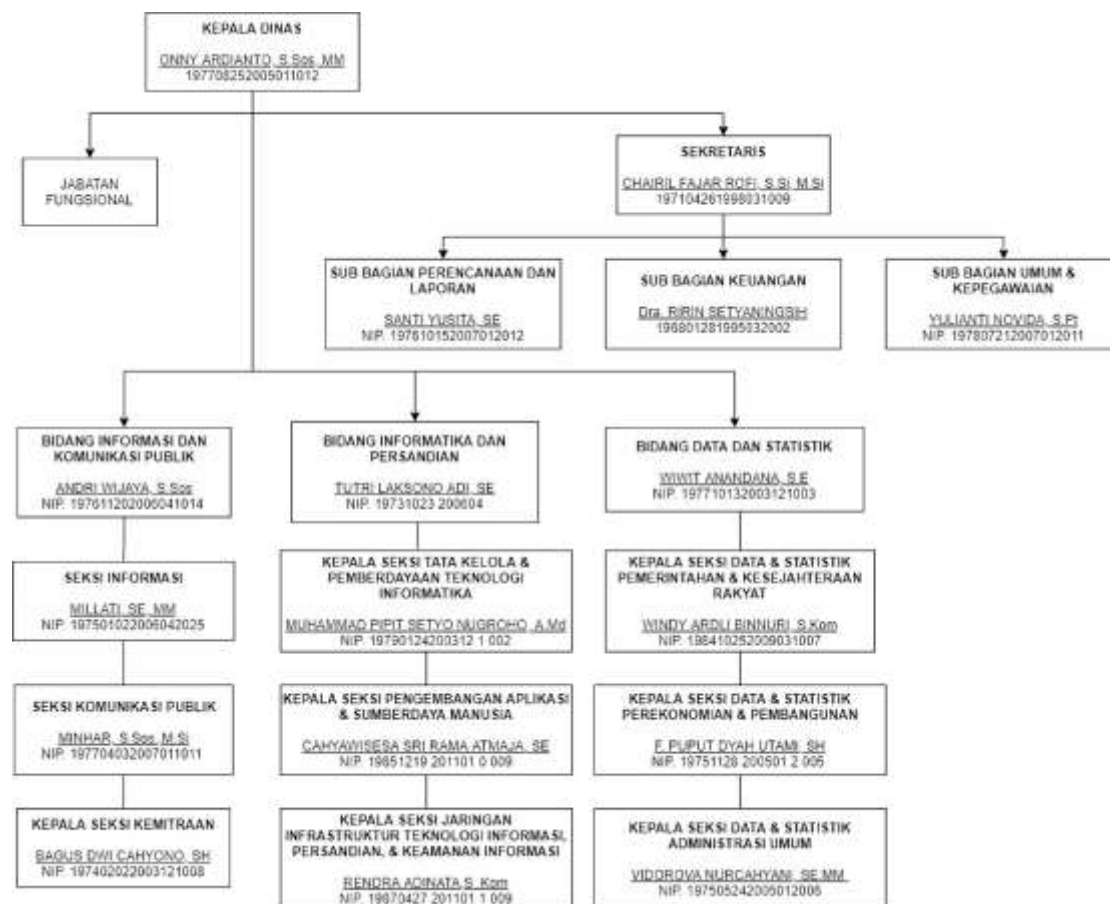 KEPALA DINAS
ONNY ARDIANTO, S.Sos, MM
197708252005011012
JABATAN
FUNGSIONAL
SEKRETARIS
CHAIRIL FAJAR ROFI, S.Si, M.Si
197104261998031009
SUB BAGIAN PERENCANAAN DAN
LAPORAN
SANTI YUSITA, SE
NIP. 197610152007012012
SUB BAGIAN KEUANGAN
Dra. RIRIN SETYANINGSIH
196801281995032002
SUB BAGIAN UMUM &
KEPEGAWAIAN
YULIANTI NOVIDA, S.Pt
NIP. 197807212007012011
BIDANG INFORMASI DAN
KOMUNIKASI PUBLIK
ANDRI WIJAYA, S.Sos
NIP. 197611202006041014
SEKSI INFORMASI
MILLATI, SE, MM
NIP. 197501022006042025
SEKSI KOMUNIKASI PUBLIK
MINHAR, S.Sos, M.Si
NIP. 197704032007011011
KEPALA SEKSI KEMITRAAN
BAGUS DWI CAHYONO, SH
NIP. 197402022003121008
BIDANG INFORMATIKA DAN
PERSANDIAN
TUTRI LAKSONO ADI, SE
NIP. 19731023 200604
KEPALA SEKSI TATA KELOLA &
PEMBERDAYAAN TEKNOLOGI
INFORMATIKA
MUHAMMAD PIPIT SETYO NUGROHO, A.Md
NIP. 19790124200312 1 002
KEPALA SEKSI PENGEMBANGAN APLIKASI
& SUMBERDAYA MANUSIA
CAHYAWISESA SRI RAMA ATMAJA, SE
NIP. 19851219 201101 0 009
KEPALA SEKSI JARINGAN
INFRASTRUKTUR TEKNOLOGI INFORMASI,
PERSANDIAN, & KEAMANAN INFORMASI
RENDRA ADINATA,S. Kom
NIP. 19870427 201101 1 009
BIDANG DATA DAN STATISTIK
WIWIT ANANDANA, S.E
NIP. 197710132003121003
KEPALA SEKSI DATA & STATISTIK
PEMERINTAHAN & KESEJAHTERAAN
RAKYAT
WINDY ARDLI BINNURI, S.Kom
NIP. 198410252009031007
KEPALA SEKSI DATA & STATISTIK
PEREKONOMIAN & PEMBANGUNAN
F. PUPUT DYAH UTAMI, SH
NIP. 19751128 200501 2 005
KEPALA SEKSI DATA & STATISTIK
ADMINISTRASI UMUM
VIDOROVA NURCAHYANI, SE.MM
NIP. 197505242005012006